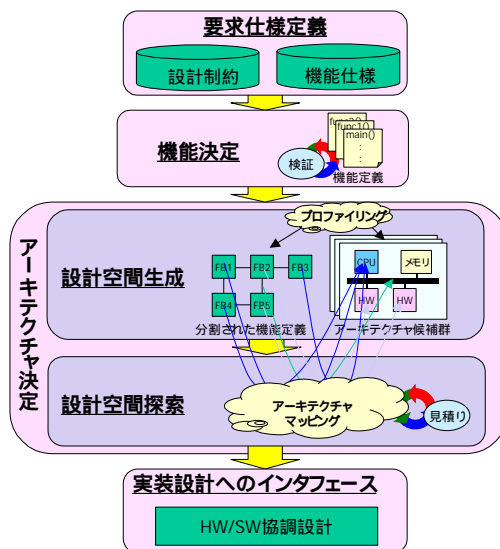 要求仕様定義
設計制約
機能仕様
機能決定
func1()
main()
:
:
検証
機能定義
アーキテクチャ決定
プロファイリング
設計空間生成
FB1
FB2
FB3
FB4
FB5
CPU
メモリ
HW
HW
分割された機能定義
アーキテクチャ候補群
設計空間探索
アーキテクチャ
マッピング
見積り
実装設計へのインタフェース
HW/SW協調設計